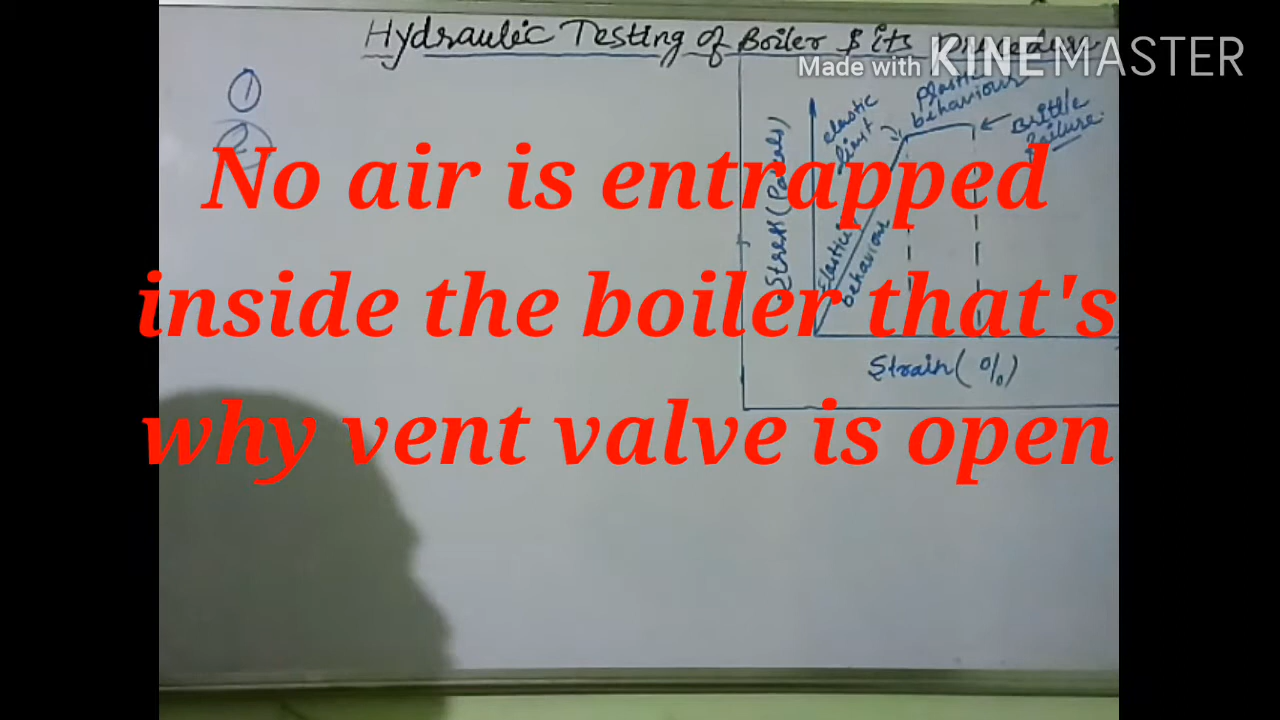 Hydraulic Testing of Boiler & its
Made with KINEMASTER
1
2
No air is entrapped
inside the boiler that's
why vent valve is open
Stress (Pascals)
elastic
limit
Plastic
behaviour
Brittle
failure
Elastic
behaviour
Strain ( % )